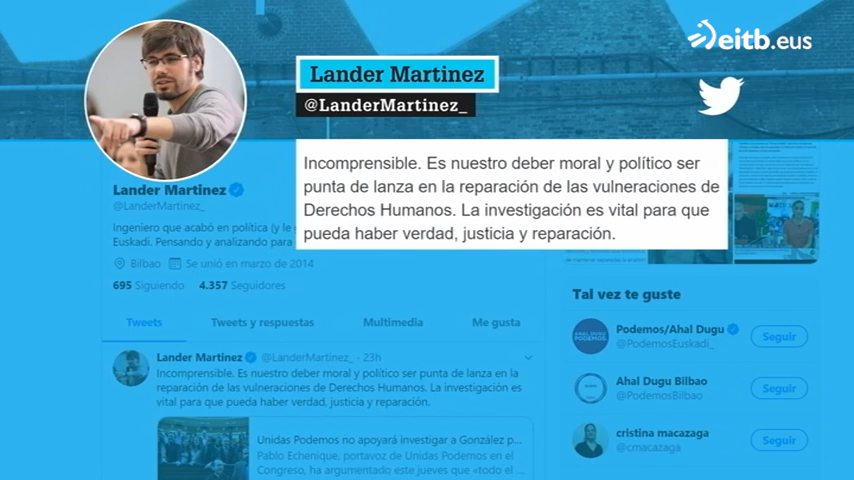 eitb.eus
Lander Martinez
@LanderMartinez_
Incomprensible. Es nuestro deber moral y político ser
punta de lanza en la reparación de las vulneraciones de
Derechos Humanos. La investigación es vital para que
pueda haber verdad, justicia y reparación.
Lander Martinez
@LanderMartinez_
Ingeniero que acabó en política (y le
Euskadi. Pensando y analizando para
Bilbao Se unió en marzo de 2014
695 Siguiendo 4.357 Seguidores
Tweets Tweets y respuestas Multimedia Me gusta
Lander Martinez @LanderMartinez_ · 23h
Incomprensible. Es nuestro deber moral y político ser punta de lanza en la
reparación de las vulneraciones de Derechos Humanos. La investigación es
vital para que pueda haber verdad, justicia y reparación.
Unidas Podemos no apoyará investigar a González p...
Pablo Echenique, portavoz de Unidas Podemos en el
Congreso, ha argumentado este jueves que «todo el ...
Tal vez te guste
Podemos/Ahal Dugu
@PodemosEuskadi_
Seguir
Ahal Dugu Bilbao
@PodemosBilbao
Seguir
cristina macazaga
@cmacazaga
Seguir